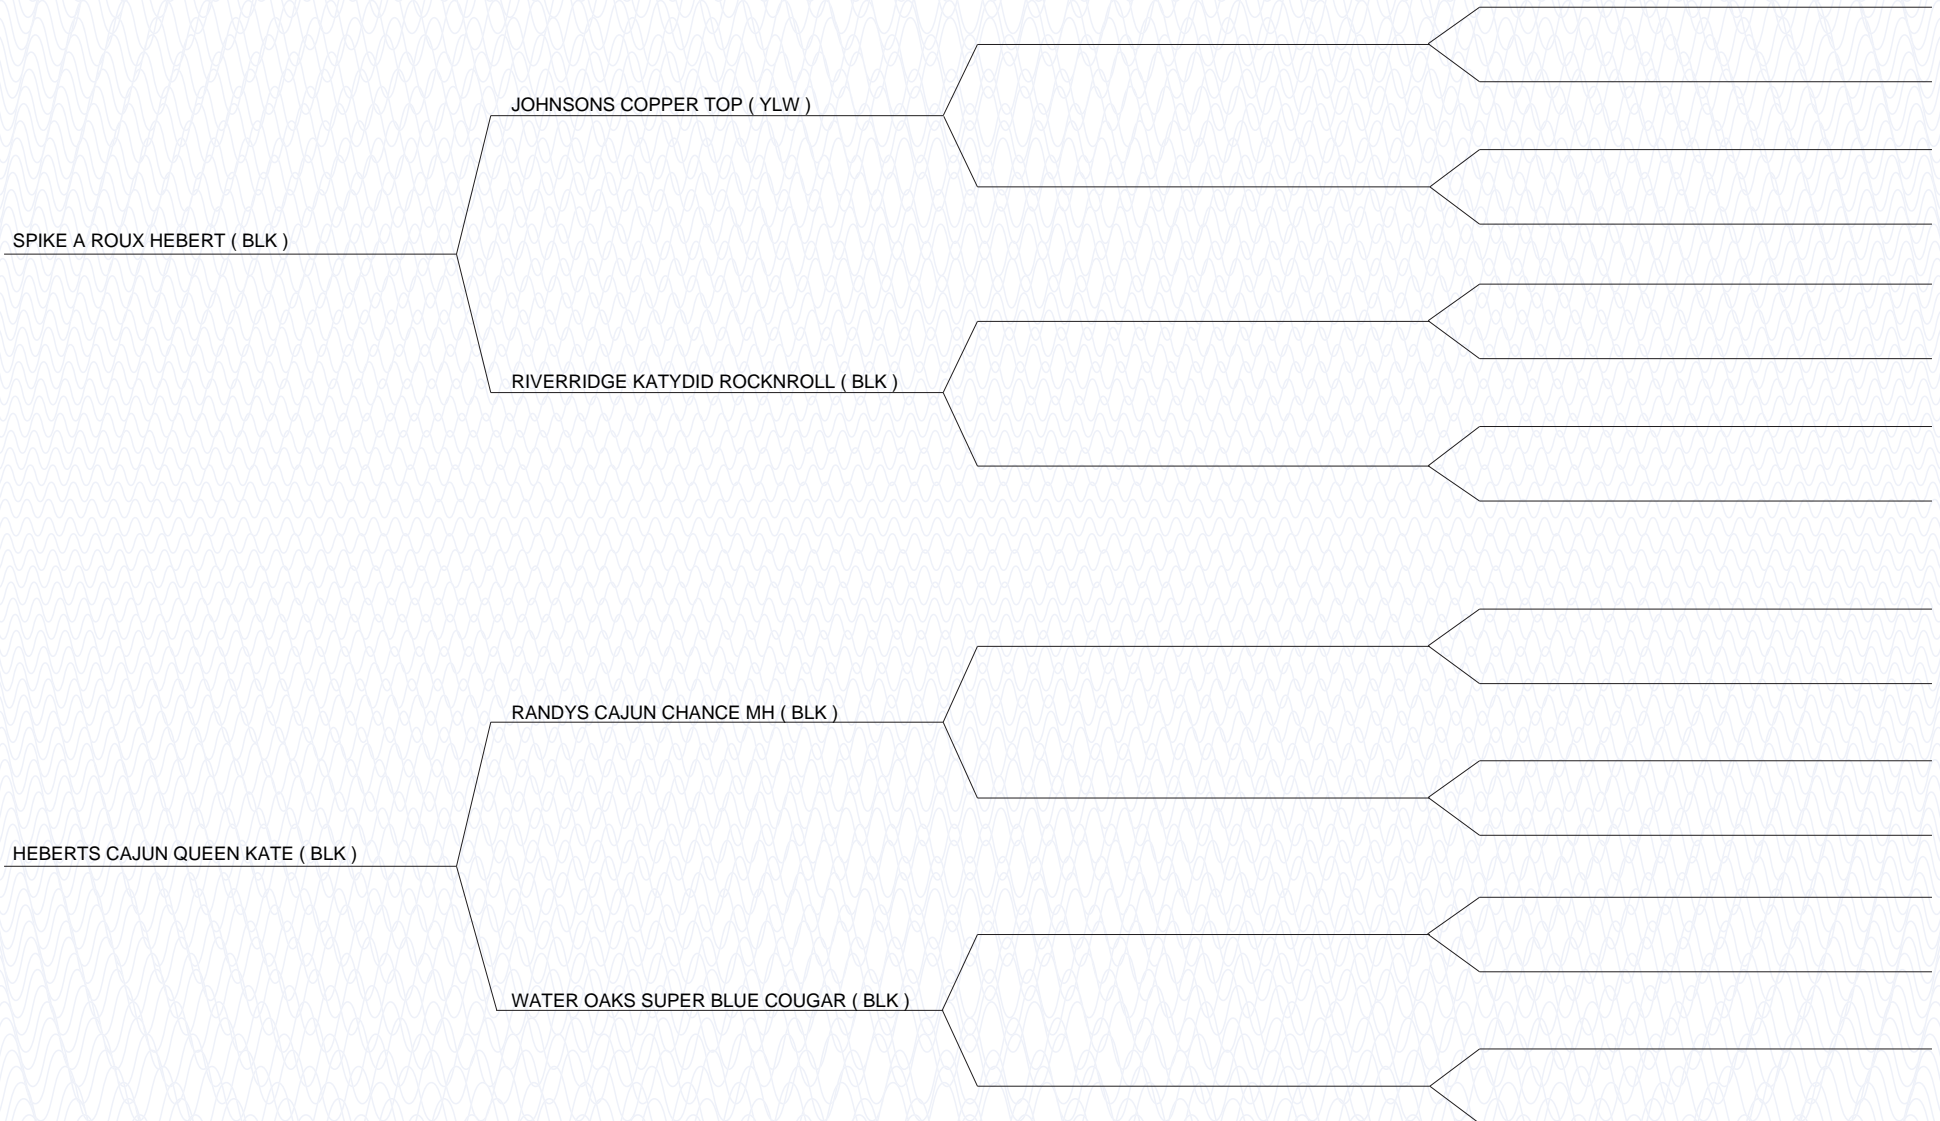 JOHNSONS COPPER TOP ( YLW )
SPIKE A ROUX HEBERT ( BLK )
RIVERRIDGE KATYDID ROCKNROLL ( BLK )
RANDYS CAJUN CHANCE MH ( BLK )
HEBERTS CAJUN QUEEN KATE ( BLK )
WATER OAKS SUPER BLUE COUGAR ( BLK )